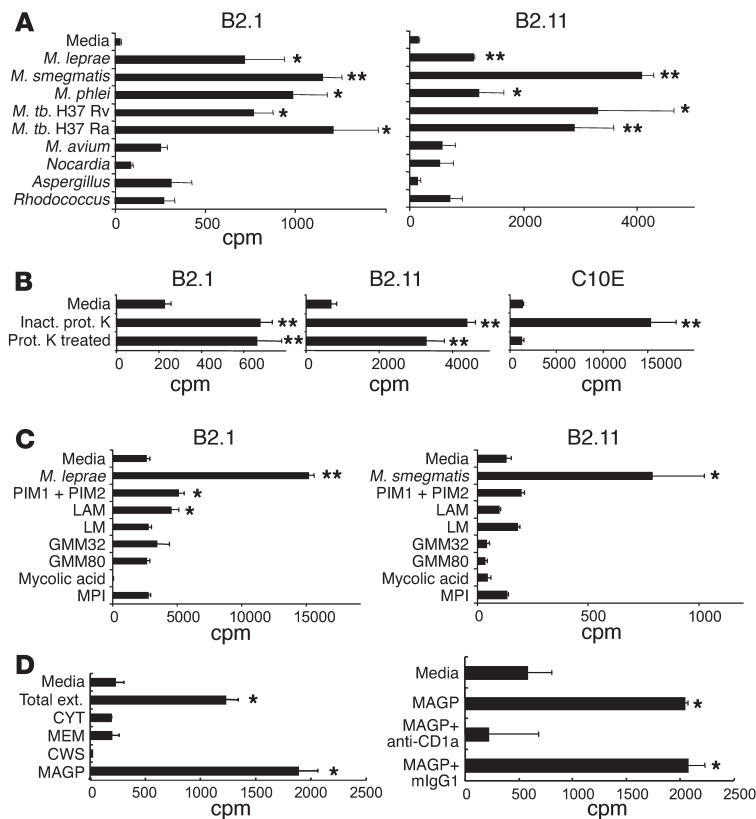 A
B2.1
B2.11
Media
M. leprae
*
**
M. smegmatis
**
**
M. phlei
*
*
M. tb. H37 Rv
*
*
M. tb. H37 Ra
*
**
M. avium
Nocardia
Aspergillus
Rhodococcus
0 500 1000
0 2000 4000
cpm
cpm
B
B2.1
B2.11
C10E
Media
Inact. prot. K
**
**
**
Prot. K treated
**
**
0 200 400 600
0 2000 4000
0 5000 10000 15000
cpm
cpm
cpm
C
B2.1
B2.11
Media
M. leprae
**
PIM1 + PIM2
*
LAM
*
LM
GMM32
GMM80
Mycolic acid
MPI
0 5000 10000 15000
cpm
Media
M. smegmatis
*
PIM1 + PIM2
LAM
LM
GMM32
GMM80
Mycolic acid
MPI
0 500 1000
cpm
D
Media
Total ext.
*
CYT
MEM
CWS
MAGP
*
0 500 1000 1500 2000 2500
cpm
Media
MAGP
*
MAGP+
anti-CD1a
MAGP+
mIgG1
*
0 500 1000 1500 2000 2500
cpm